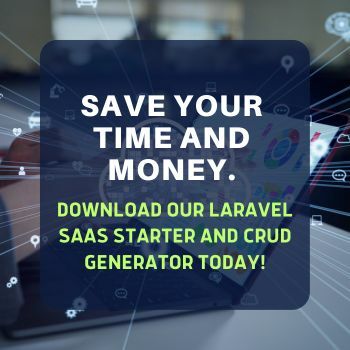 SAVE YOUR
TIME AND
MONEY.
DOWNLOAD OUR LARAVEL
SAAS STARTER AND CRUD
GENERATOR TODAY!